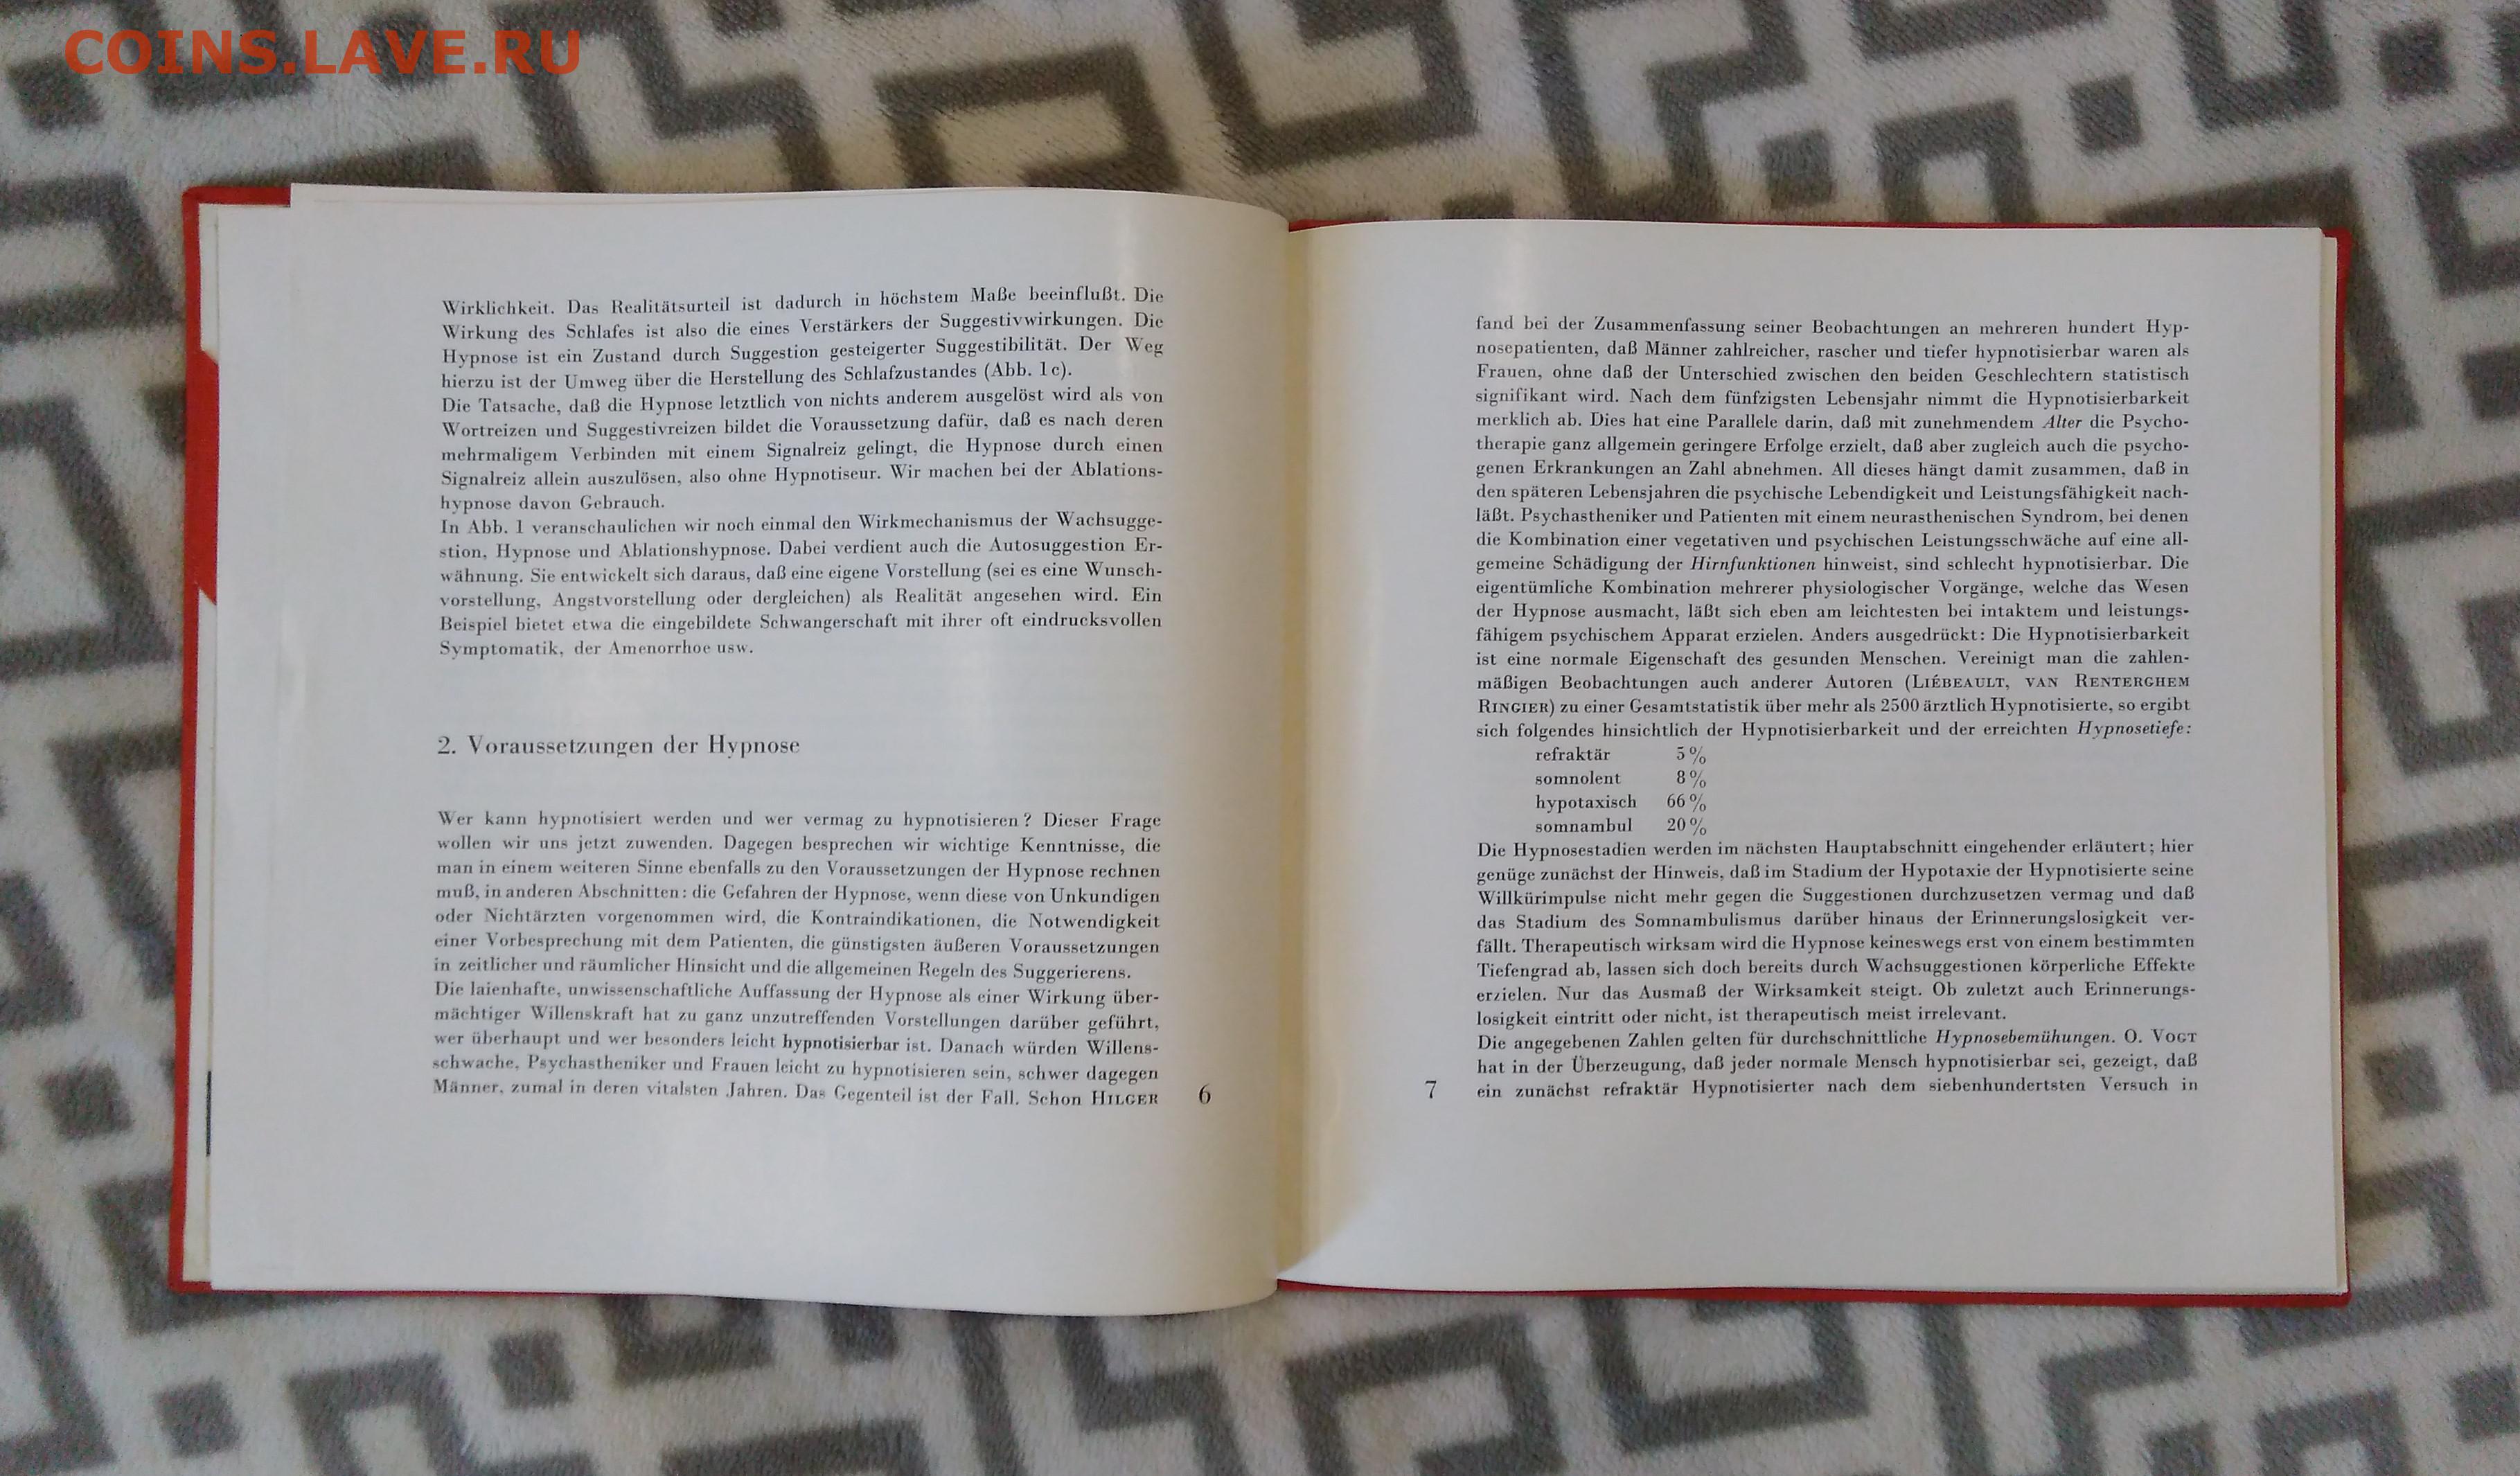 COINS.LAVE.RU
Wirklichkeit. Das Realitätsurteil ist dadurch in höchstem Maße beeinflußt. Die
Wirkung des Schlafes ist also die eines Verstärkers der Suggestivwirkungen. Die
Hypnose ist ein Zustand durch Suggestion gesteigerter Suggestibilität. Der Weg
hierzu ist der Umweg über die Herstellung des Schlafzustandes (Abb. 1c).
Die Tatsache, daß die Hypnose letztlich von nichts anderem ausgelöst wird als von
Wortreizen und Suggestivreizen bildet die Voraussetzung dafür, daß es nach deren
mehrmaligem Verbinden mit einem Signalreiz gelingt, die Hypnose durch einen
Signalreiz allein auszulösen, also ohne Hypnotiseur. Wir machen bei der Ablations-
hypnose davon Gebrauch.
In Abb. 1 veranschaulichen wir noch einmal den Wirkmechanismus der Wachsugge-
stion, Hypnose und Ablationshypnose. Dabei verdient auch die Autosuggestion Er-
wähnung. Sie entwickelt sich daraus, daß eine eigene Vorstellung (sei es eine Wunsch-
vorstellung, Angstvorstellung oder dergleichen) als Realität angesehen wird. Ein
Beispiel bietet etwa die eingebildete Schwangerschaft mit ihrer oft eindrucksvollen
Symptomatik, der Amenorrhoe usw.
2. Voraussetzungen der Hypnose
Wer kann hypnotisiert werden und wer vermag zu hypnotisieren? Dieser Frage
wollen wir uns jetzt zuwenden. Dagegen besprechen wir wichtige Kenntnisse, die
man in einem weiteren Sinne ebenfalls zu den Voraussetzungen der Hypnose rechnen
muß, in anderen Abschnitten: die Gefahren der Hypnose, wenn diese von Unkundigen
oder Nichtärzten vorgenommen wird, die Kontraindikationen, die Notwendigkeit
einer Vorbesprechung mit dem Patienten, die günstigsten äußeren Voraussetzungen
in zeitlicher und räumlicher Hinsicht und die allgemeinen Regeln des Suggerierens.
Die laienhafte, unwissenschaftliche Auffassung der Hypnose als einer Wirkung über-
mächtiger Willenskraft hat zu ganz unzutreffenden Vorstellungen darüber geführt,
wer überhaupt und wer besonders leicht hypnotisierbar ist. Danach würden Willens-
schwache, Psychastheniker und Frauen leicht zu hypnotisieren sein, schwer dagegen
Männer, zumal in deren vitalsten Jahren. Das Gegenteil ist der Fall. Schon HILGER
6
fand bei der Zusammenfassung seiner Beobachtungen an mehreren hundert Hyp-
nosepatienten, daß Männer zahlreicher, rascher und tiefer hypnotisierbar waren als
Frauen, ohne daß der Unterschied zwischen den beiden Geschlechtern statistisch
signifikant wird. Nach dem fünfzigsten Lebensjahr nimmt die Hypnotisierbarkeit
merklich ab. Dies hat eine Parallele darin, daß mit zunehmendem Alter die Psycho-
therapie ganz allgemein geringere Erfolge erzielt, daß aber zugleich auch die psycho-
genen Erkrankungen an Zahl abnehmen. All dieses hängt damit zusammen, daß in
den späteren Lebensjahren die psychische Lebendigkeit und Leistungsfähigkeit nach-
läßt. Psychastheniker und Patienten mit einem neurasthenischen Syndrom, bei denen
die Kombination einer vegetativen und psychischen Leistungsschwäche auf eine all-
gemeine Schädigung der Hirnfunktionen hinweist, sind schlecht hypnotisierbar. Die
eigentümliche Kombination mehrerer physiologischer Vorgänge, welche das Wesen
der Hypnose ausmacht, läßt sich eben am leichtesten bei intaktem und leistungs-
fähigem psychischem Apparat erzielen. Anders ausgedrückt: Die Hypnotisierbarkeit
ist eine normale Eigenschaft des gesunden Menschen. Vereinigt man die zahlen-
mäßigen Beobachtungen auch anderer Autoren (LIÉBEAULT, VAN RENTERGHEM
RINGIER) zu einer Gesamtstatistik über mehr als 2500 ärztlich Hypnotisierte, so ergibt
sich folgendes hinsichtlich der Hypnotisierbarkeit und der erreichten Hypnosetiefe:
refraktär 5%
somnolent 8%
hypotaxisch 66%
somnambul 20%
Die Hypnosestadien werden im nächsten Hauptabschnitt eingehender erläutert; hier
genüge zunächst der Hinweis, daß im Stadium der Hypotaxie der Hypnotisierte seine
Willkürimpulse nicht mehr gegen die Suggestionen durchzusetzen vermag und daß
das Stadium des Somnambulismus darüber hinaus der Erinnerungslosigkeit ver-
fällt. Therapeutisch wirksam wird die Hypnose keineswegs erst von einem bestimmten
Tiefengrad ab, lassen sich doch bereits durch Wachsuggestionen körperliche Effekte
erzielen. Nur das Ausmaß der Wirksamkeit steigt. Ob zuletzt auch Erinnerungs-
losigkeit eintritt oder nicht, ist therapeutisch meist irrelevant.
Die angegebenen Zahlen gelten für durchschnittliche Hypnosebemühungen. O. VOGT
hat in der Überzeugung, daß jeder normale Mensch hypnotisierbar sei, gezeigt, daß
ein zunächst refraktär Hypnotisierter nach dem siebenhundertsten Versuch in
7